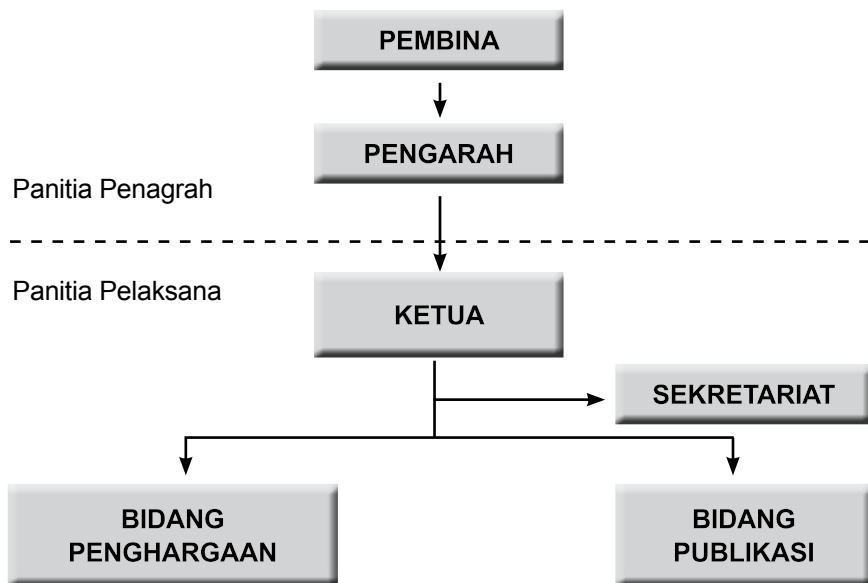 PEMBINA
PENGARAH
Panitia Penagrah
Panitia Pelaksana
KETUA
SEKRETARIAT
BIDANG
PENGHARGAAN
BIDANG
PUBLIKASI